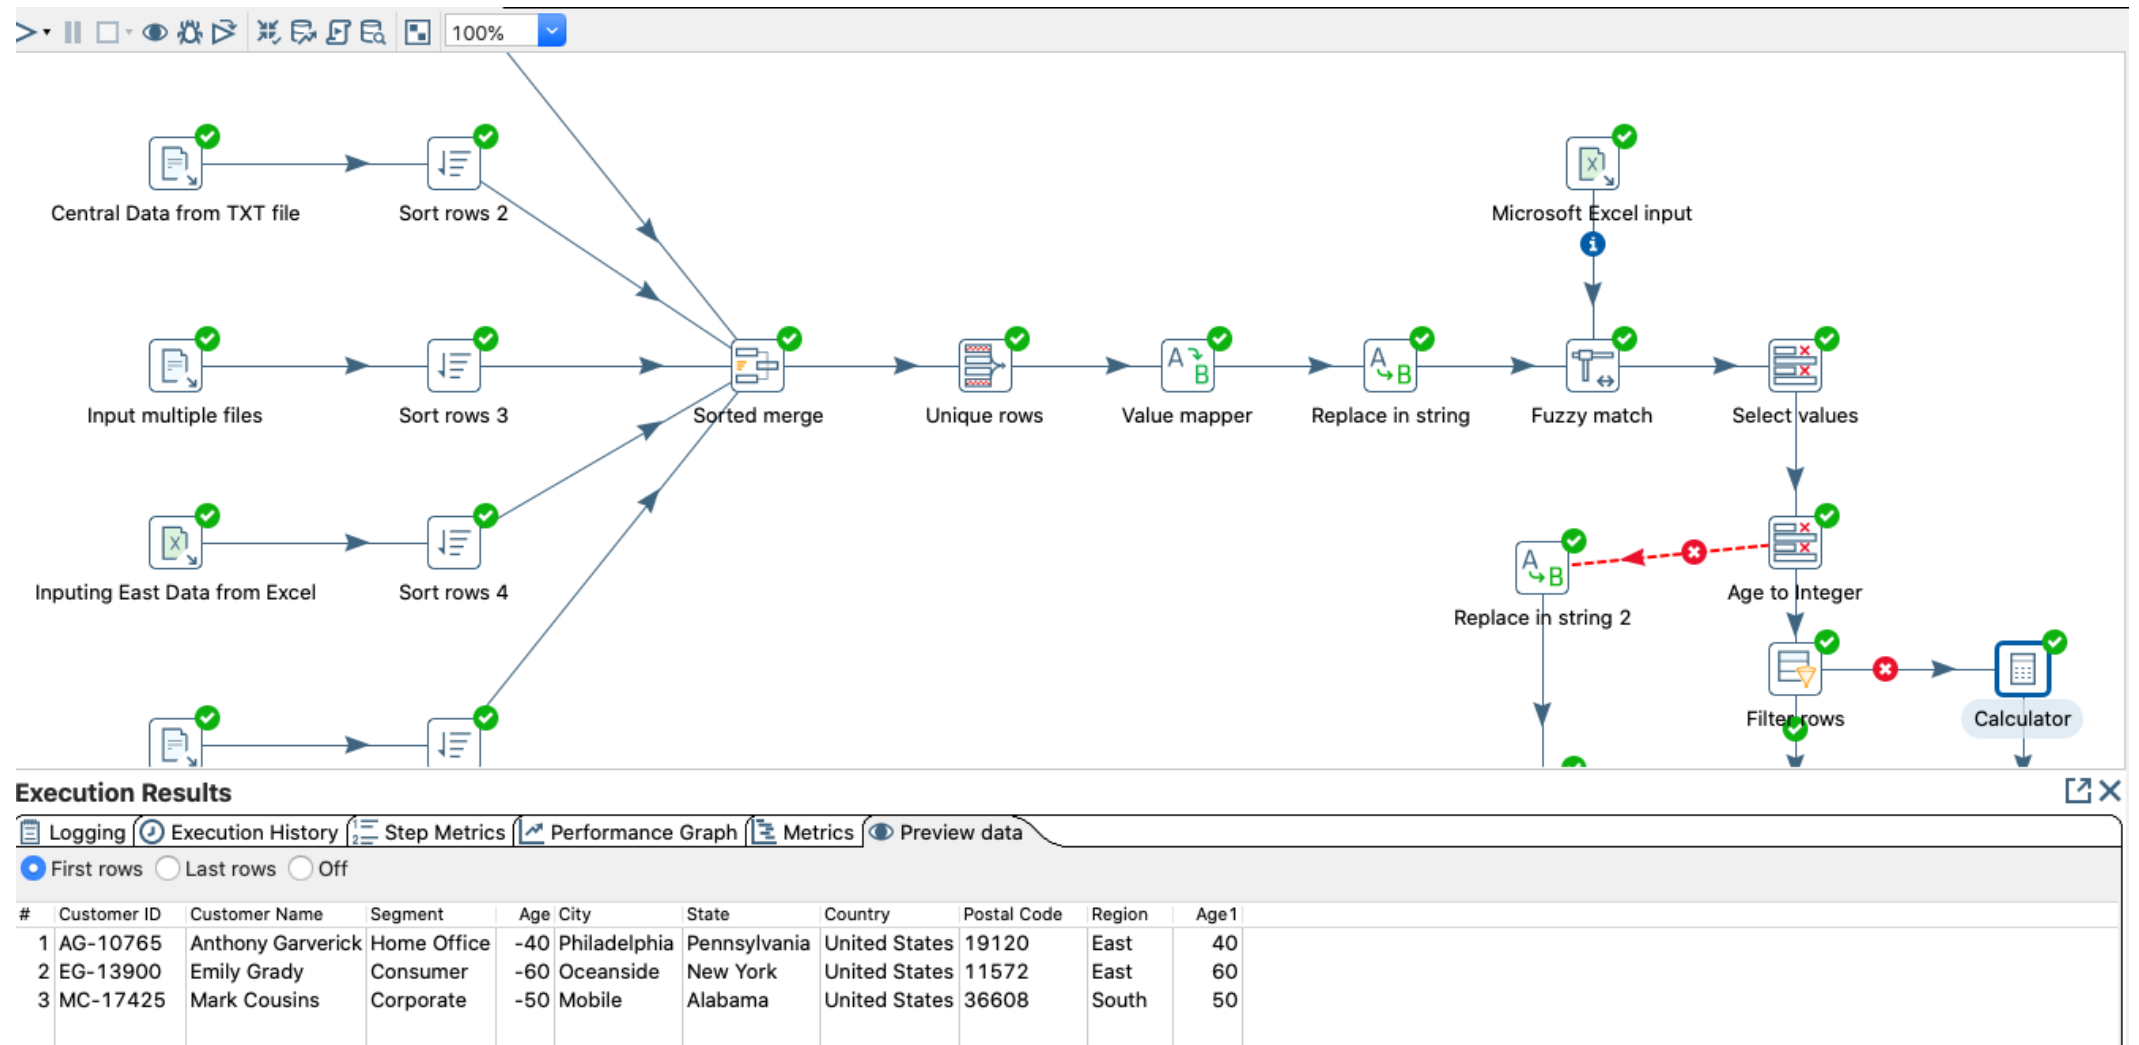 100%
Central Data from TXT file
Sort rows 2
Microsoft Excel input
Input multiple files
Sort rows 3
Sorted merge
Unique rows
Value mapper
Replace in string
Fuzzy match
Select values
Inputing East Data from Excel
Sort rows 4
Replace in string 2
Age to Integer
Filter rows
Calculator
Execution Results
Logging Execution History Step Metrics Performance Graph Metrics Preview data
First rows Last rows Off
# Customer ID Customer Name Segment Age City State Country Postal Code Region Age1
1 AG-10765 Anthony Garverick Home Office -40 Philadelphia Pennsylvania United States 19120 East 40
2 EG-13900 Emily Grady Consumer -60 Oceanside New York United States 11572 East 60
3 MC-17425 Mark Cousins Corporate -50 Mobile Alabama United States 36608 South 50